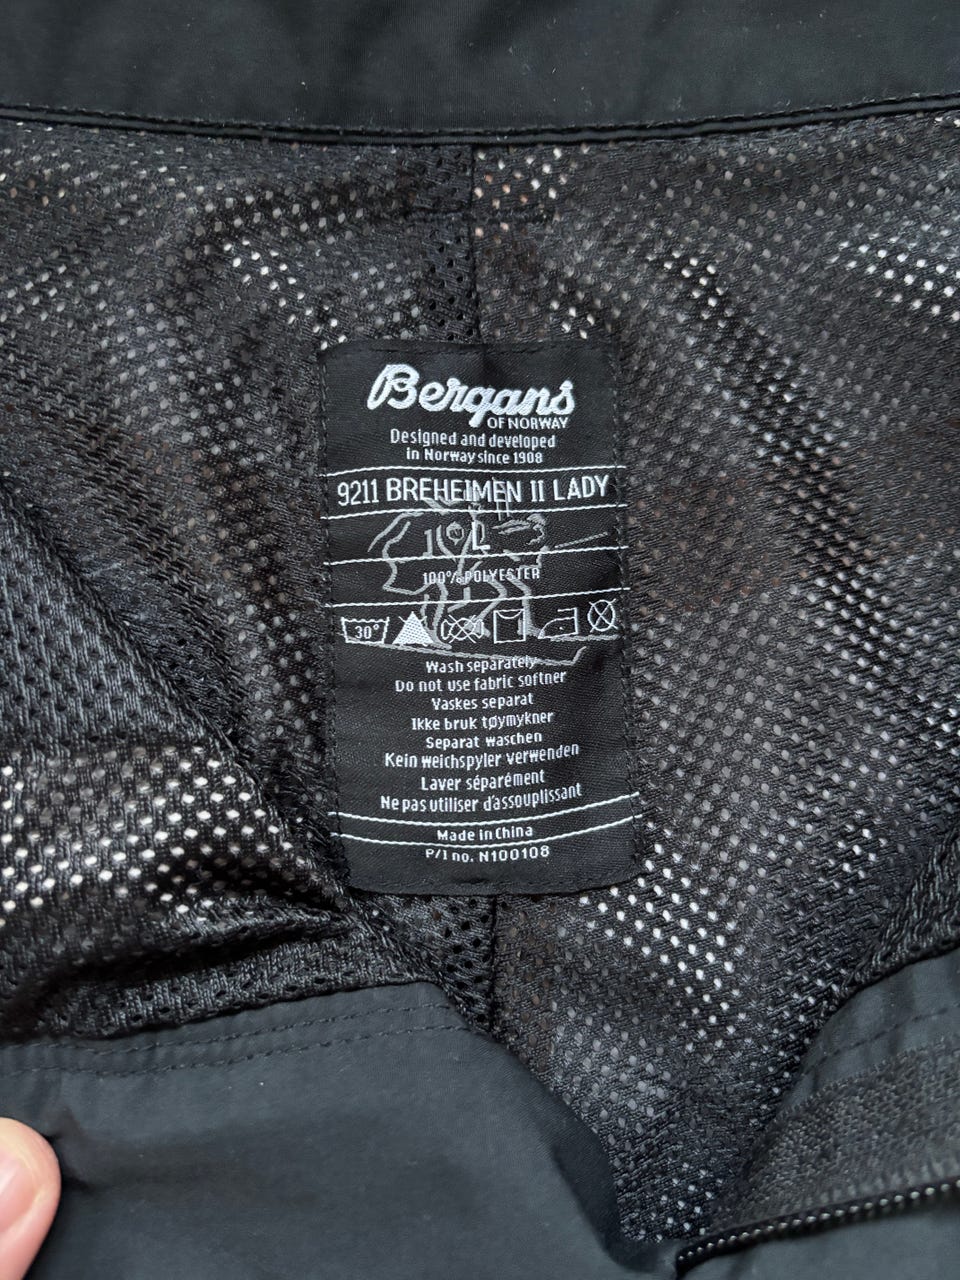 Bergans
OF NORWAY
Designed and developed
in Norway since 1908
9211 BREHEIMEN II LADY
L
100% POLYESTER
30°
Wash separately
Do not use fabric softner
Vaskes separat
Ikke bruk tøymykner
Separat waschen
Kein weichspyler verwenden
Laver séparément
Ne pas utiliser d'assouplissant
Made in China
P/I no. N100108